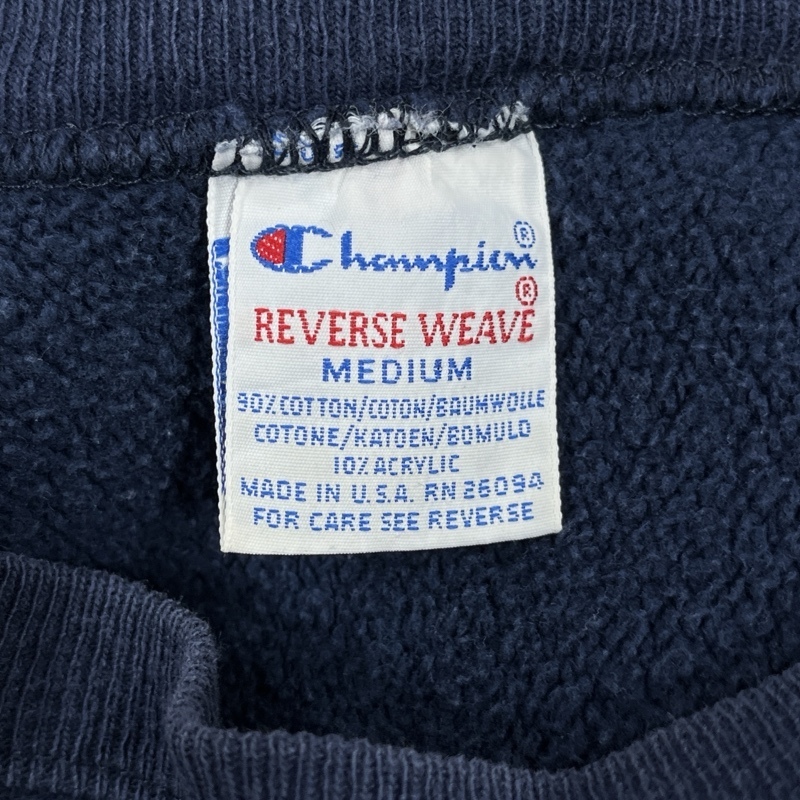 Champion®
REVERSE WEAVE®
MEDIUM
90% COTTON/COTON/BAUMWOLLE
COTONE/KATOEN/BOMULD
10% ACRYLIC
MADE IN U.S.A. RN 26094
FOR CARE SEE REVERSE